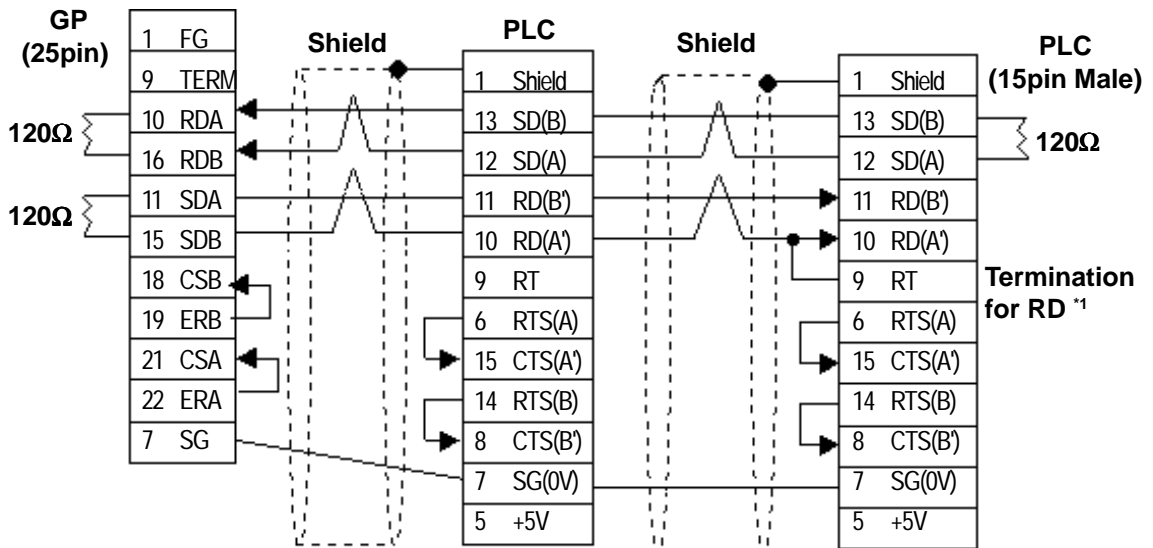 GP
(25pin)
1 FG
9 TERM
10 RDA
16 RDB
11 SDA
15 SDB
18 CSB
19 ERB
21 CSA
22 ERA
7 SG
120Ω
120Ω
Shield
PLC
1 Shield
13 SD(B)
12 SD(A)
11 RD(B')
10 RD(A')
9 RT
6 RTS(A)
15 CTS(A')
14 RTS(B)
8 CTS(B')
7 SG(0V)
5 +5V
Shield
PLC
(15pin Male)
1 Shield
13 SD(B)
12 SD(A)
11 RD(B')
10 RD(A')
9 RT
6 RTS(A)
15 CTS(A')
14 RTS(B)
8 CTS(B')
7 SG(0V)
5 +5V
120Ω
Termination
for RD *1